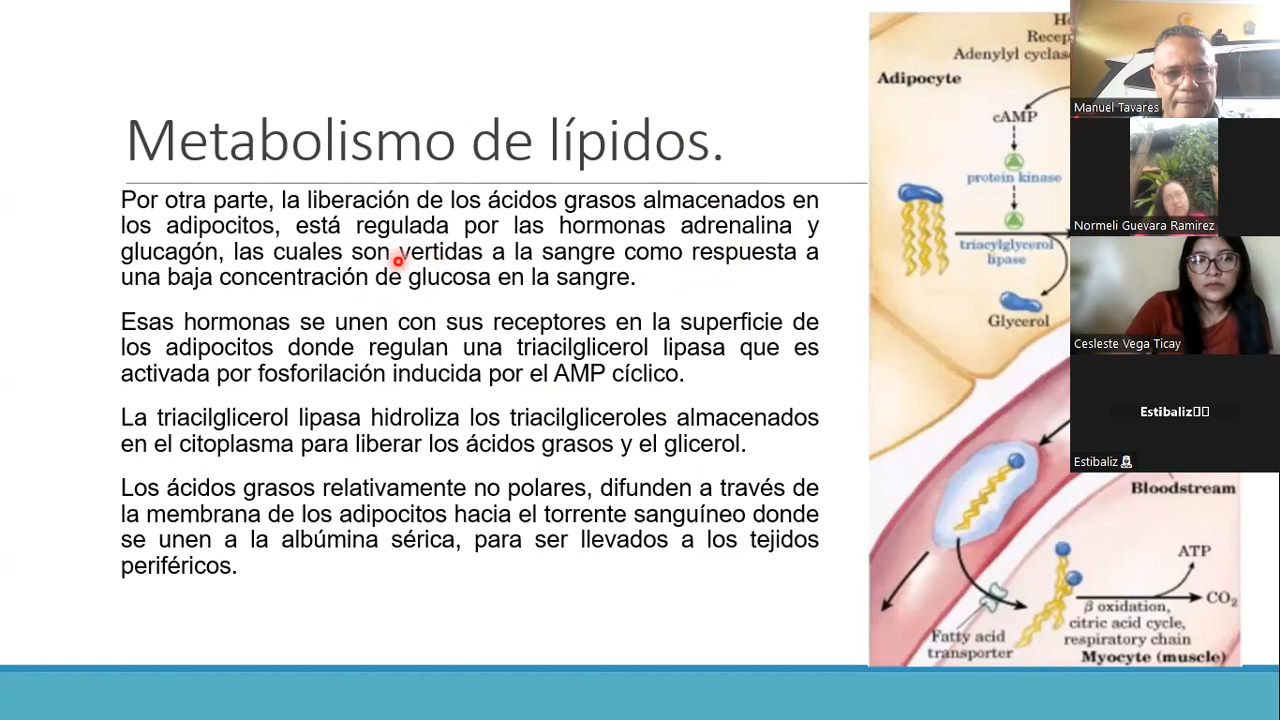 Metabolismo de lípidos.
Por otra parte, la liberación de los ácidos grasos almacenados en
los adipocitos, está regulada por las hormonas adrenalina y
glucagón, las cuales son vertidas a la sangre como respuesta a
una baja concentración de glucosa en la sangre.
Esas hormonas se unen con sus receptores en la superficie de
los adipocitos donde regulan una triacilglicerol lipasa que es
activada por fosforilación inducida por el AMP cíclico.
La triacilglicerol lipasa hidroliza los triacilgliceroles almacenados
en el citoplasma para liberar los ácidos grasos y el glicerol.
Los ácidos grasos relativamente no polares, difunden a través de
la membrana de los adipocitos hacia el torrente sanguíneo donde
se unen a la albúmina sérica, para ser llevados a los tejidos
periféricos.
Adenylyl
Adipocyte
cAMP
protein kinase
triacylglycerol
lipase
Glycerol
Bloodstream
ATP
CO2
β oxidation,
citric acid cycle,
respiratory chain
Fatty acid
transporter
Myocyte (muscle)
Manuel Tavares
Normeli Guevara Ramirez
Cesleste Vega Ticay
Estibaliz
Estibaliz